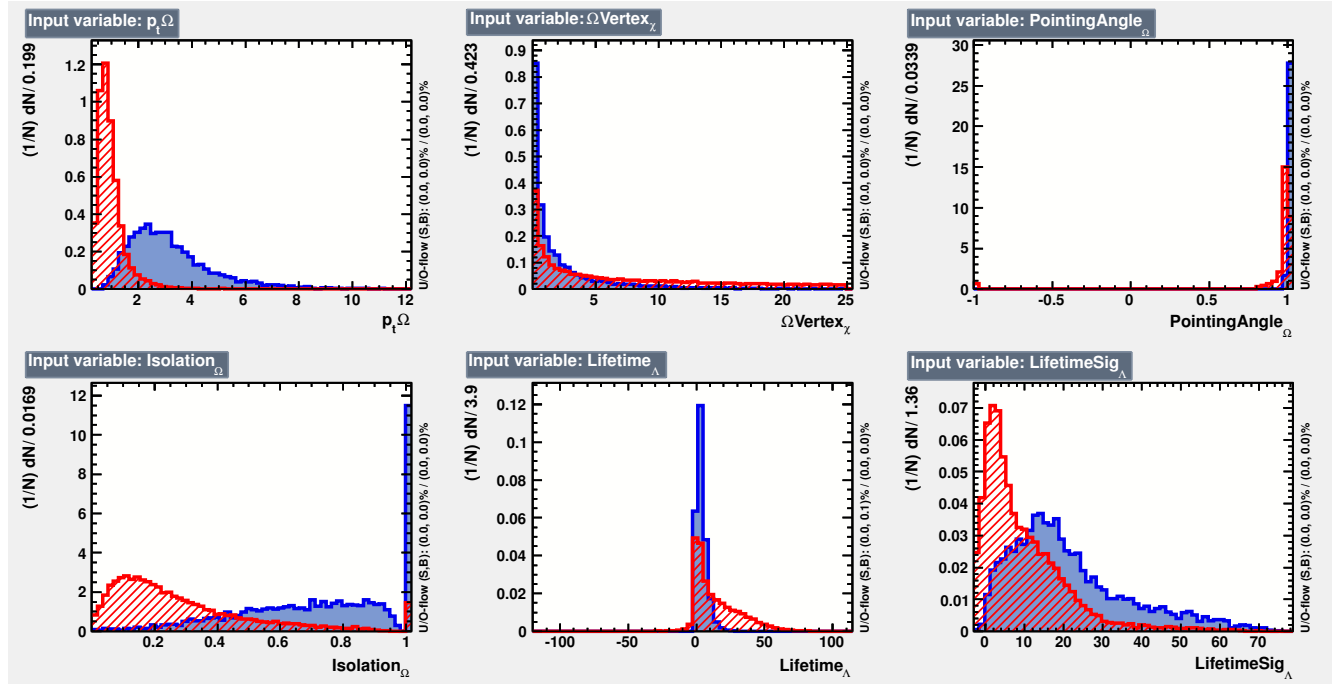 Input variable: pₜΩ
(1/N) dN/ 0.199
1.2
1
0.8
0.6
0.4
0.2
0
2 4 6 8 10 12
pₜΩ
U/O-flow (S,B): (0.0, 0.0)% / (0.0, 0.0)%
Input variable: ΩVertexᵪ
(1/N) dN/ 0.423
0.9
0.8
0.7
0.6
0.5
0.4
0.3
0.2
0.1
0
5 10 15 20 25
ΩVertexᵪ
U/O-flow (S,B): (0.0, 0.0)% / (0.0, 0.0)%
Input variable: PointingAngle_Ω
(1/N) dN/ 0.0339
30
25
20
15
10
5
0
-1 -0.5 0 0.5 1
PointingAngle_Ω
U/O-flow (S,B): (0.0, 0.0)% / (0.0, 0.0)%
Input variable: Isolation_Ω
(1/N) dN/ 0.0169
12
10
8
6
4
2
0
0.2 0.4 0.6 0.8 1
Isolation_Ω
U/O-flow (S,B): (0.0, 0.0)% / (0.0, 0.0)%
Input variable: Lifetime_Λ
(1/N) dN/ 3.9
0.12
0.1
0.08
0.06
0.04
0.02
0
-100 -50 0 50 100
Lifetime_Λ
U/O-flow (S,B): (0.0, 0.1)% / (0.0, 0.0)%
Input variable: LifetimeSig_Λ
(1/N) dN/ 1.36
0.07
0.06
0.05
0.04
0.03
0.02
0.01
0
0 10 20 30 40 50 60 70
LifetimeSig_Λ
U/O-flow (S,B): (0.0, 0.0)% / (0.0, 0.0)%